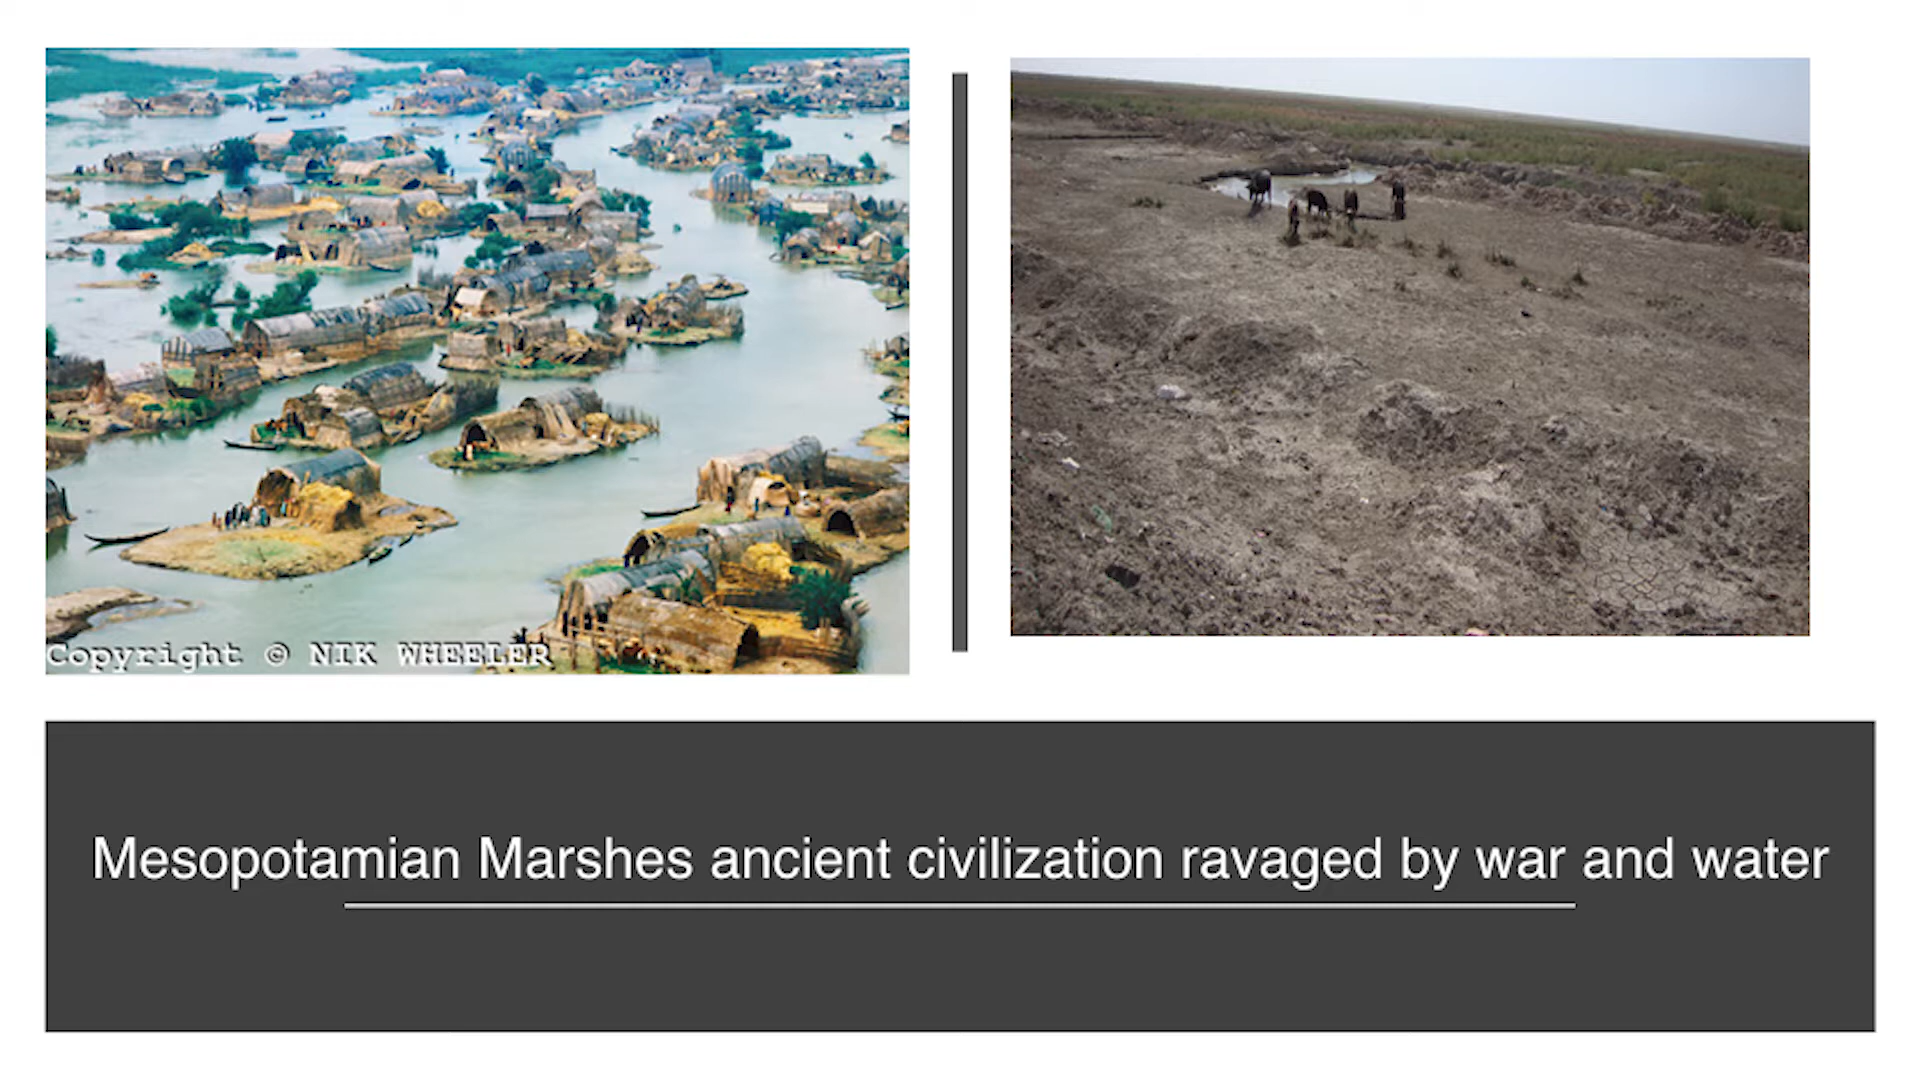 Copyright © NIK WHEELER
Mesopotamian Marshes ancient civilization ravaged by war and water